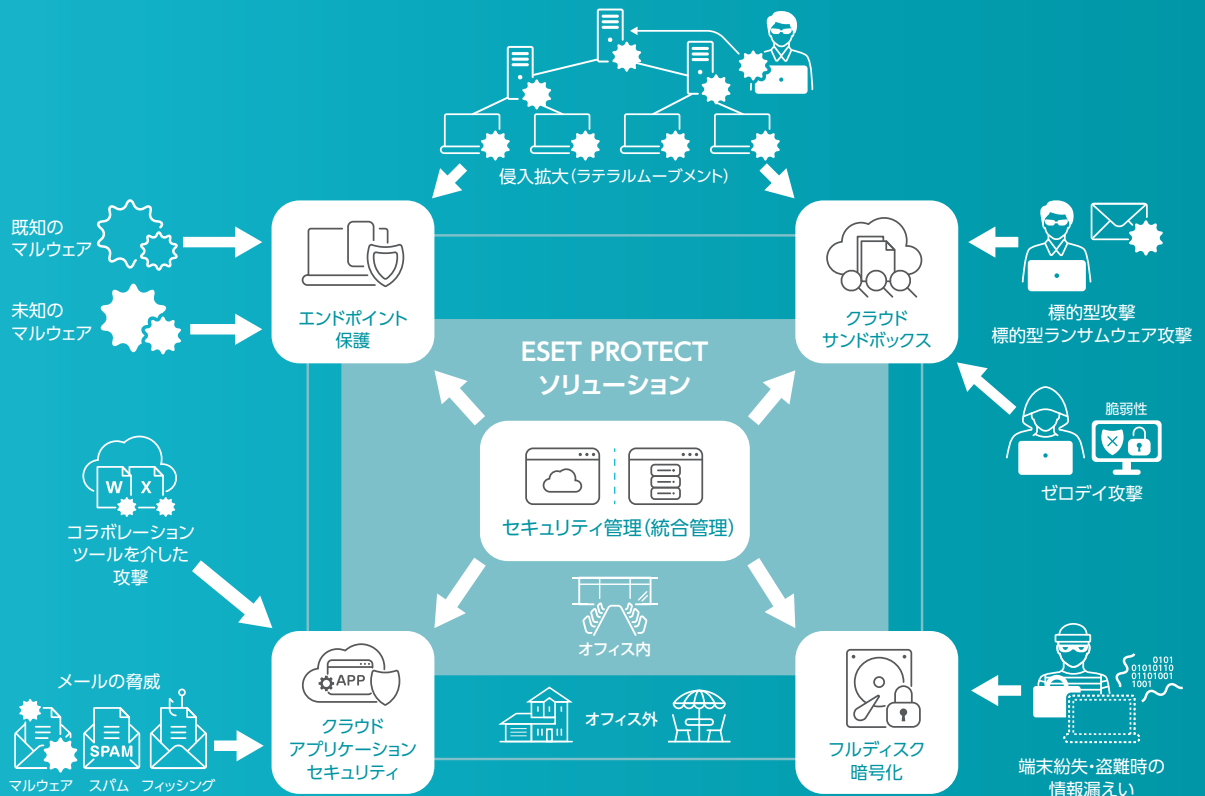 侵入拡大(ラテラルムーブメント)
既知の
マルウェア
未知の
マルウェア
エンドポイント
保護
クラウド
サンドボックス
標的型攻撃
標的型ランサムウェア攻撃
ESET PROTECT
ソリューション
脆弱性
ゼロデイ攻撃
W X
コラボレーション
ツールを介した
攻撃
セキュリティ管理(統合管理)
オフィス内
メールの脅威
SPAM
マルウェア
スパム
フィッシング
APP
クラウド
アプリケーション
セキュリティ
オフィス外
フルディスク
暗号化
0101
01010110
01101001
1001
端末紛失・盗難時の
情報漏えい